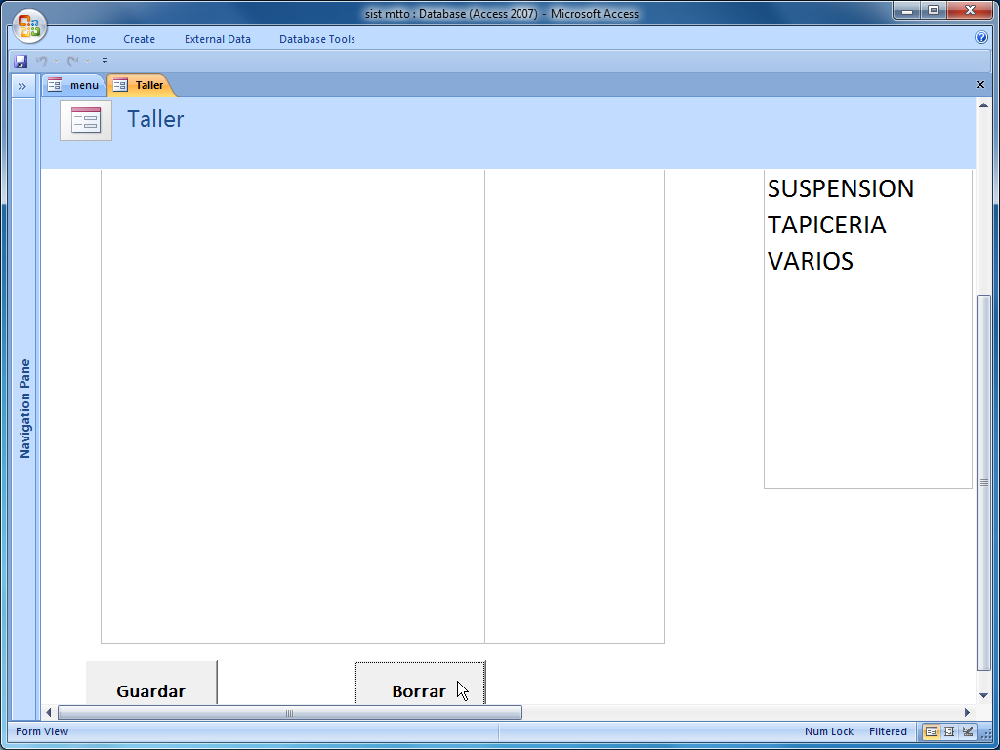 sist mtto : Database (Access 2007) - Microsoft Access
Home Create External Data Database Tools
menu Taller
Taller
SUSPENSION
TAPICERIA
VARIOS
Navigation Pane
Guardar Borrar
Form View Num Lock Filtered